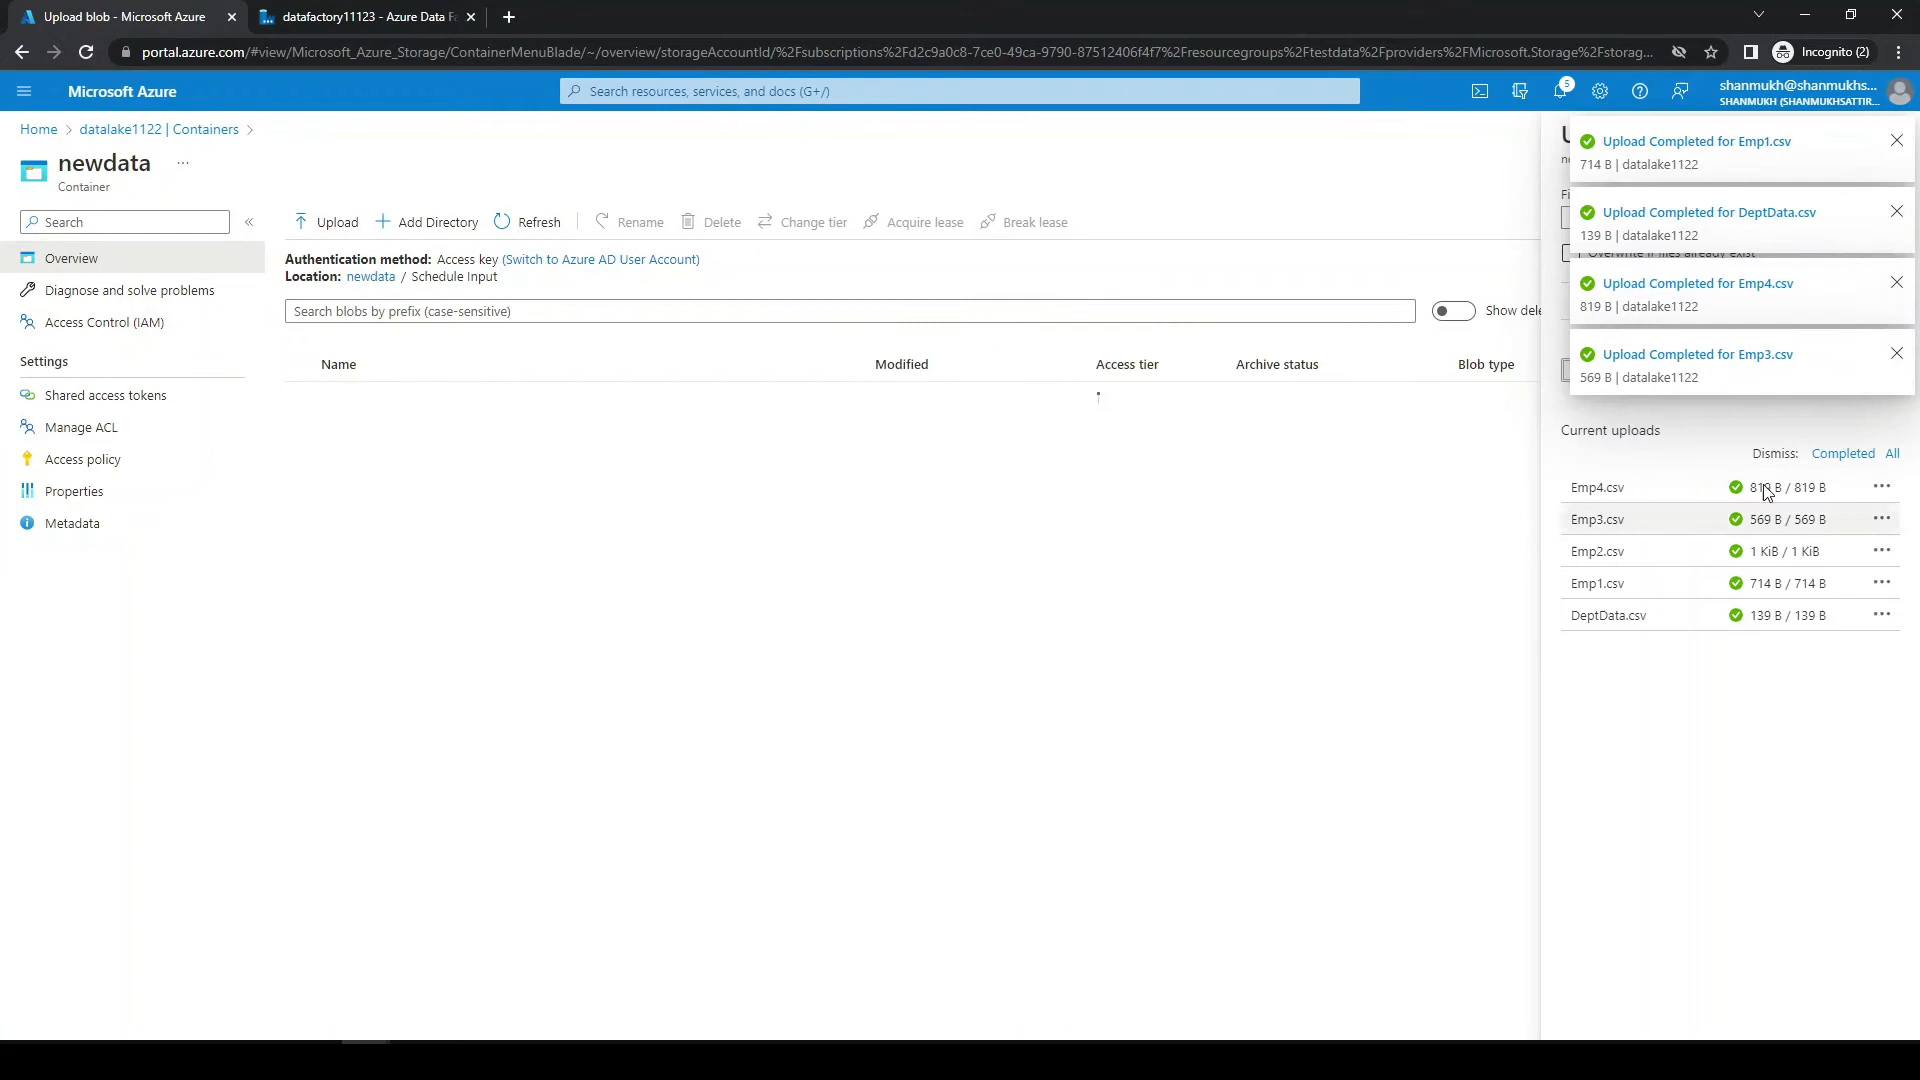 Upload blob - Microsoft Azure
datafactory11123 - Azure Data Fa
portal.azure.com/#view/Microsoft_Azure_Storage/ContainerMenuBlade/~/overview/storageAccountId/%2Fsubscriptions%2Fd2c9a0c8-7ce0-49ca-9790-87512406f4f7%2Fresourcegroups%2Ftestdata%2Fproviders%2FMicrosoft.Storage%2Fstorag...
Incognito (2)
Microsoft Azure
Search resources, services, and docs (G+/)
5
shanmukh@shanmukhs...
SHANMUKH (SHANMUKHSATTIR...
Home > datalake1122 | Containers >
newdata
...
Container
Search
«
Overview
Diagnose and solve problems
Access Control (IAM)
Settings
Shared access tokens
Manage ACL
Access policy
Properties
Metadata
Upload
Add Directory
Refresh
Rename
Delete
Change tier
Acquire lease
Break lease
Authentication method: Access key (Switch to Azure AD User Account)
Location: newdata / Schedule Input
Search blobs by prefix (case-sensitive)
Show dele
Name
Modified
Access tier
Archive status
Blob type
Upload Completed for Emp1.csv
714 B | datalake1122
Upload Completed for DeptData.csv
139 B | datalake1122
Overwrite if files already exist
Upload Completed for Emp4.csv
819 B | datalake1122
Upload Completed for Emp3.csv
569 B | datalake1122
Current uploads
Dismiss: Completed All
Emp4.csv 819 B / 819 B ...
Emp3.csv 569 B / 569 B ...
Emp2.csv 1 KiB / 1 KiB ...
Emp1.csv 714 B / 714 B ...
DeptData.csv 139 B / 139 B ...